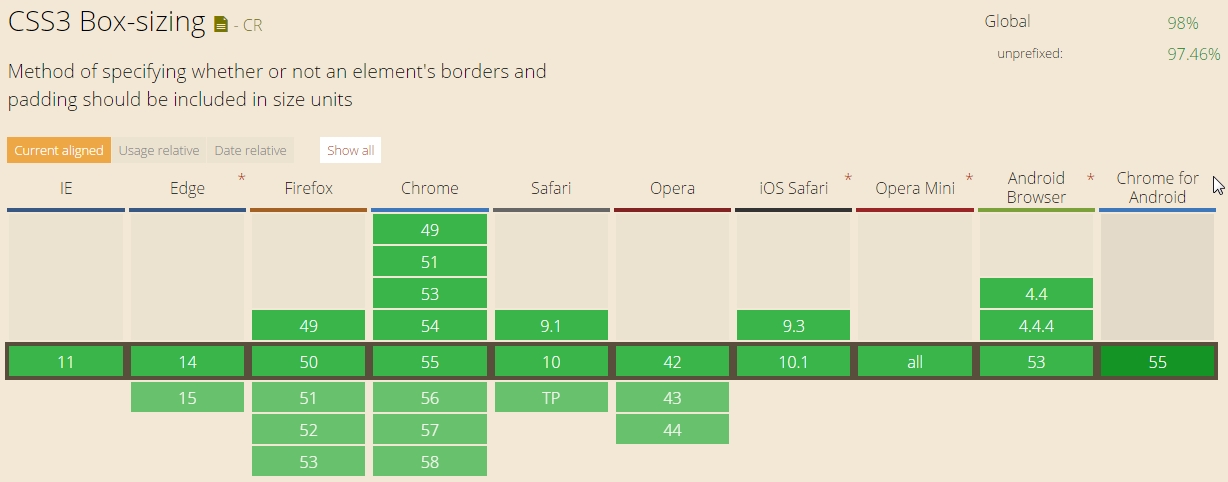 CSS3 Box-sizing - CR
Global 98%
unprefixed: 97.46%
Method of specifying whether or not an element's borders and
padding should be included in size units
Current aligned Usage relative Date relative Show all
IE Edge * Firefox Chrome Safari Opera iOS Safari * Opera Mini * Android Browser * Chrome for Android
49
51
53 4.4
49 54 9.1 9.3 4.4.4
11 14 50 55 10 42 10.1 all 53 55
15 51 56 TP 43
52 57 44
53 58